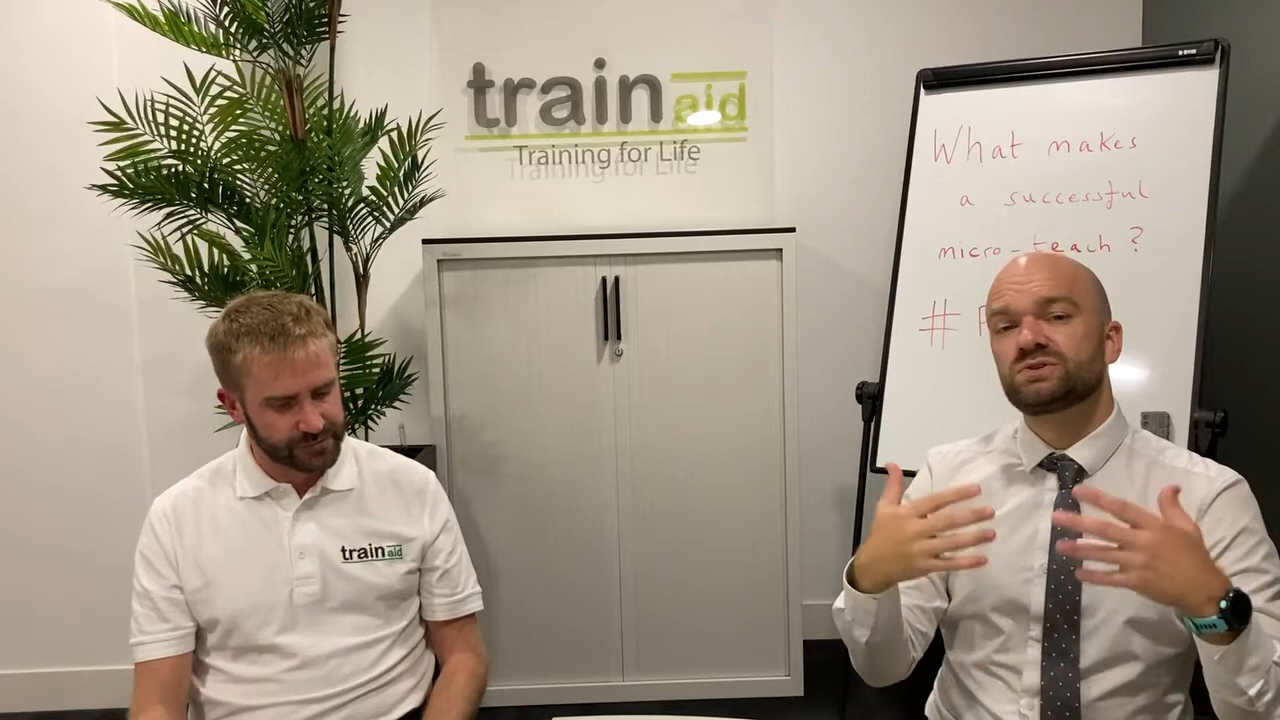 train aid
Training for Life
What makes
a successful
micro-teach?
#
train aid